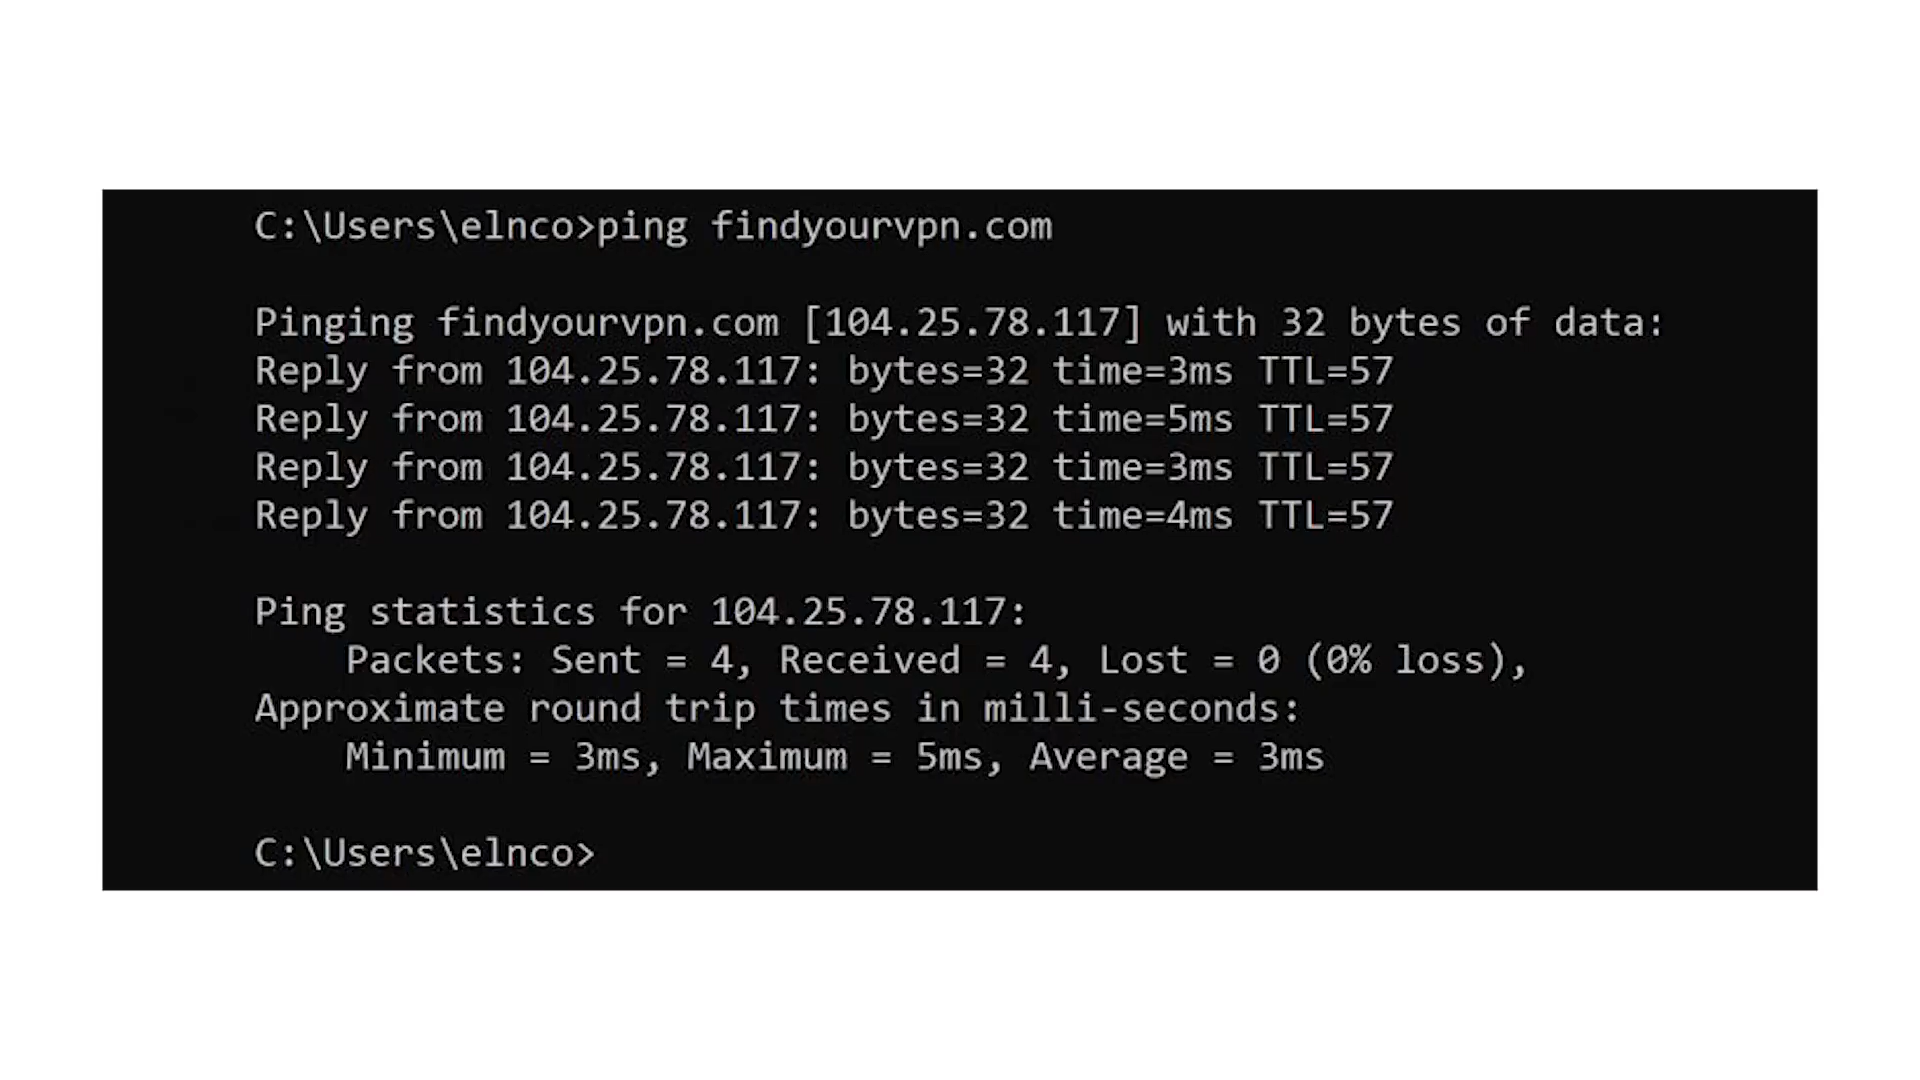 C:\Users\elnco>ping findyourvpn.com
Pinging findyourvpn.com [104.25.78.117] with 32 bytes of data:
Reply from 104.25.78.117: bytes=32 time=3ms TTL=57
Reply from 104.25.78.117: bytes=32 time=5ms TTL=57
Reply from 104.25.78.117: bytes=32 time=3ms TTL=57
Reply from 104.25.78.117: bytes=32 time=4ms TTL=57
Ping statistics for 104.25.78.117:
    Packets: Sent = 4, Received = 4, Lost = 0 (0% loss),
Approximate round trip times in milli-seconds:
    Minimum = 3ms, Maximum = 5ms, Average = 3ms
C:\Users\elnco>